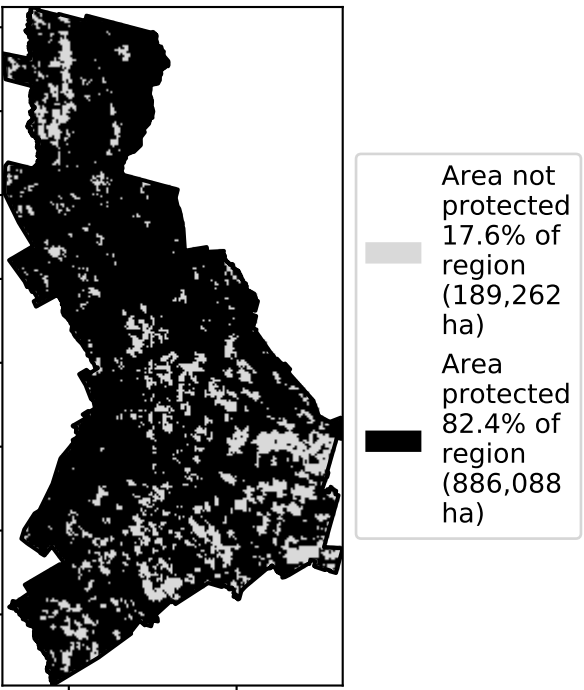 Area not
protected
17.6% of
region
(189,262
ha)
Area
protected
82.4% of
region
(886,088
ha)